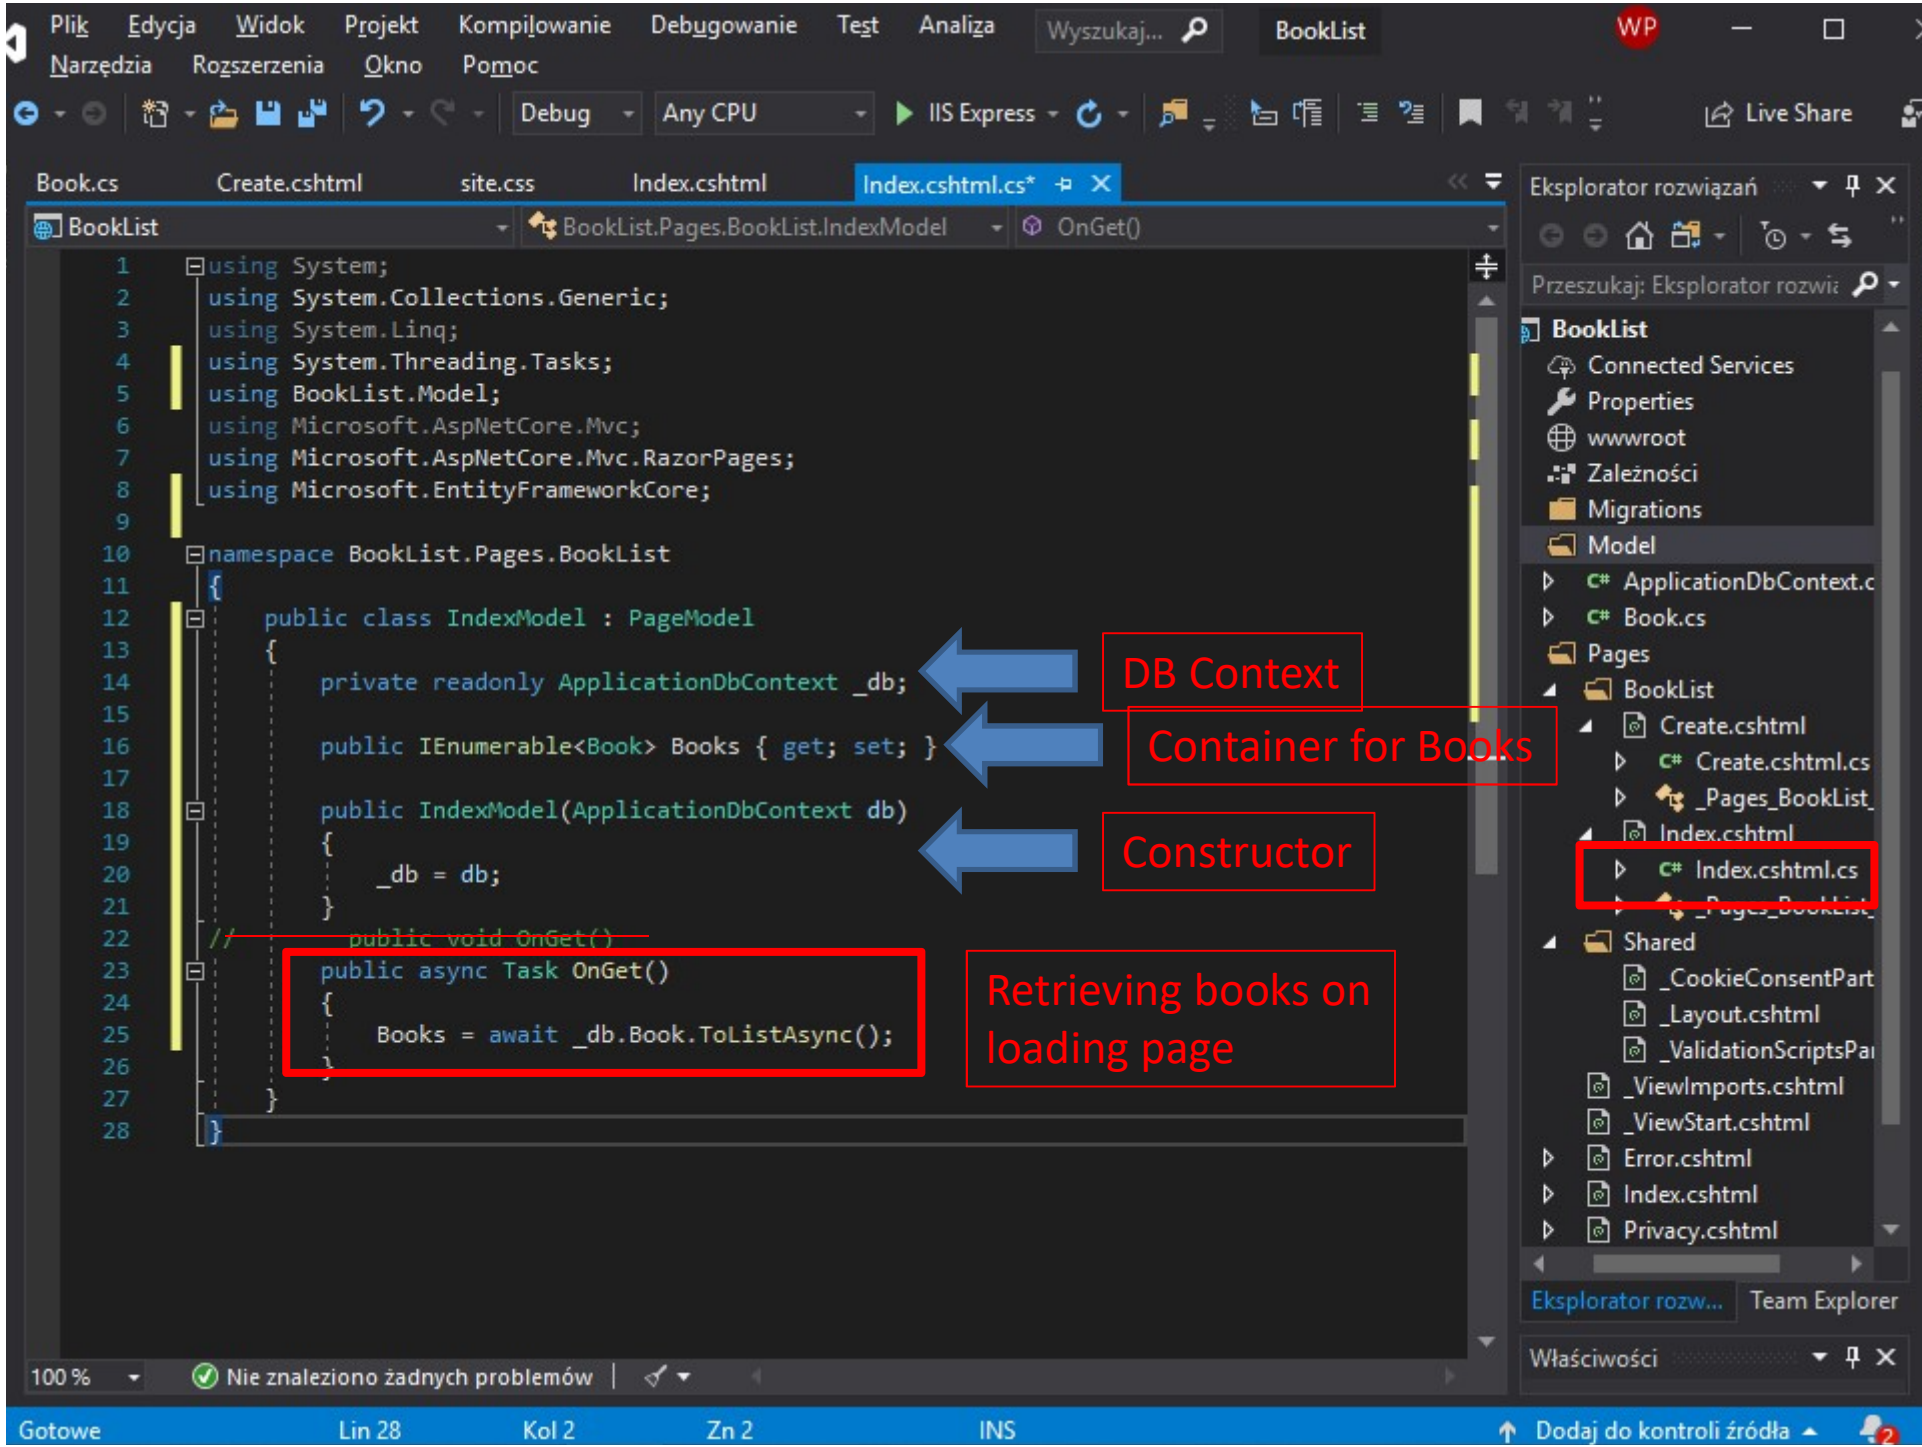 Plik Edycja Widok Projekt Kompilowanie Debugowanie Test Analiza Wyszukaj... BookList WP
Narzędzia Rozszerzenia Okno Pomoc
Debug Any CPU IIS Express Live Share
Book.cs Create.cshtml site.css Index.cshtml Index.cshtml.cs*
BookList BookList.Pages.BookList.IndexModel OnGet()
1 using System;
2 using System.Collections.Generic;
3 using System.Linq;
4 using System.Threading.Tasks;
5 using BookList.Model;
6 using Microsoft.AspNetCore.Mvc;
7 using Microsoft.AspNetCore.Mvc.RazorPages;
8 using Microsoft.EntityFrameworkCore;
9
10 namespace BookList.Pages.BookList
11 {
12 public class IndexModel : PageModel
13 {
14 private readonly ApplicationDbContext _db;
15
16 public IEnumerable<Book> Books { get; set; }
17
18 public IndexModel(ApplicationDbContext db)
19 {
20 _db = db;
21 }
22 // public void OnGet()
23 public async Task OnGet()
24 {
25 Books = await _db.Book.ToListAsync();
26 }
27 }
28 }
DB Context
Container for Books
Constructor
Retrieving books on
loading page
100 % Nie znaleziono żadnych problemów
Eksplorator rozwiązań
Przeszukaj: Eksplorator rozwią
BookList
Connected Services
Properties
wwwroot
Zależności
Migrations
Model
C# ApplicationDbContext.c
C# Book.cs
Pages
BookList
Create.cshtml
C# Create.cshtml.cs
_Pages_BookList_
Index.cshtml
C# Index.cshtml.cs
_Pages_BookList_
Shared
_CookieConsentPart
_Layout.cshtml
_ValidationScriptsPar
_ViewImports.cshtml
_ViewStart.cshtml
Error.cshtml
Index.cshtml
Privacy.cshtml
Eksplorator rozw... Team Explorer
Właściwości
Gotowe Lin 28 Kol 2 Zn 2 INS Dodaj do kontroli źródła 2